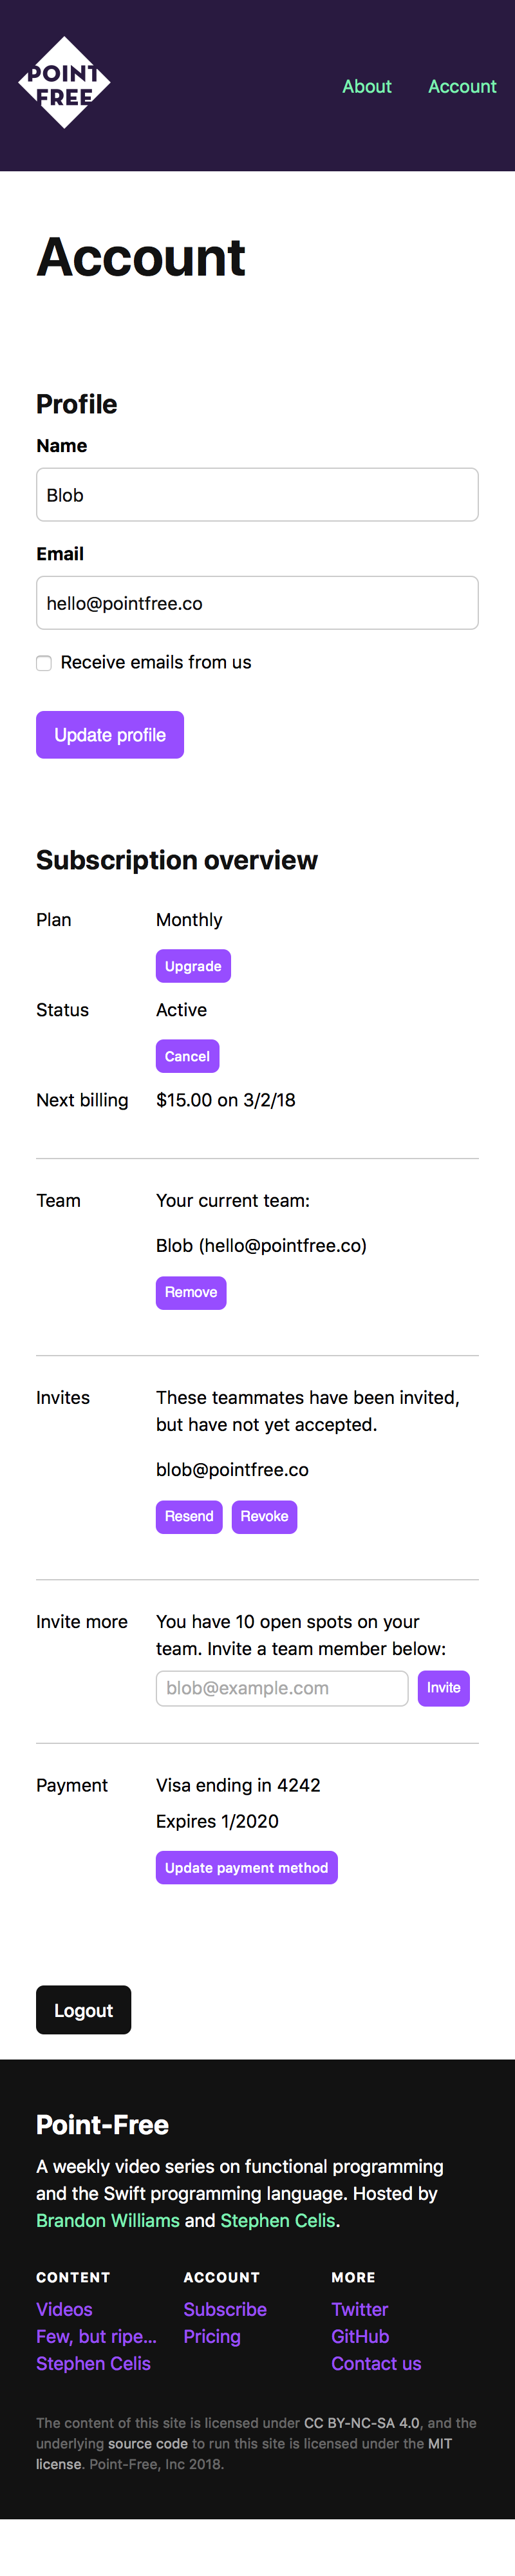 POINT
FREE
About Account
Account
Profile
Name
Blob
Email
hello@pointfree.co
Receive emails from us
Update profile
Subscription overview
Plan Monthly
Upgrade
Status Active
Cancel
Next billing $15.00 on 3/2/18
Team Your current team:
Blob (hello@pointfree.co)
Remove
Invites These teammates have been invited,
but have not yet accepted.
blob@pointfree.co
Resend Revoke
Invite more You have 10 open spots on your
team. Invite a team member below:
blob@example.com Invite
Payment Visa ending in 4242
Expires 1/2020
Update payment method
Logout
Point-Free
A weekly video series on functional programming
and the Swift programming language. Hosted by
Brandon Williams and Stephen Celis.
CONTENT ACCOUNT MORE
Videos Subscribe Twitter
Few, but ripe... Pricing GitHub
Stephen Celis Contact us
The content of this site is licensed under CC BY-NC-SA 4.0, and the
underlying source code to run this site is licensed under the MIT
license. Point-Free, Inc 2018.